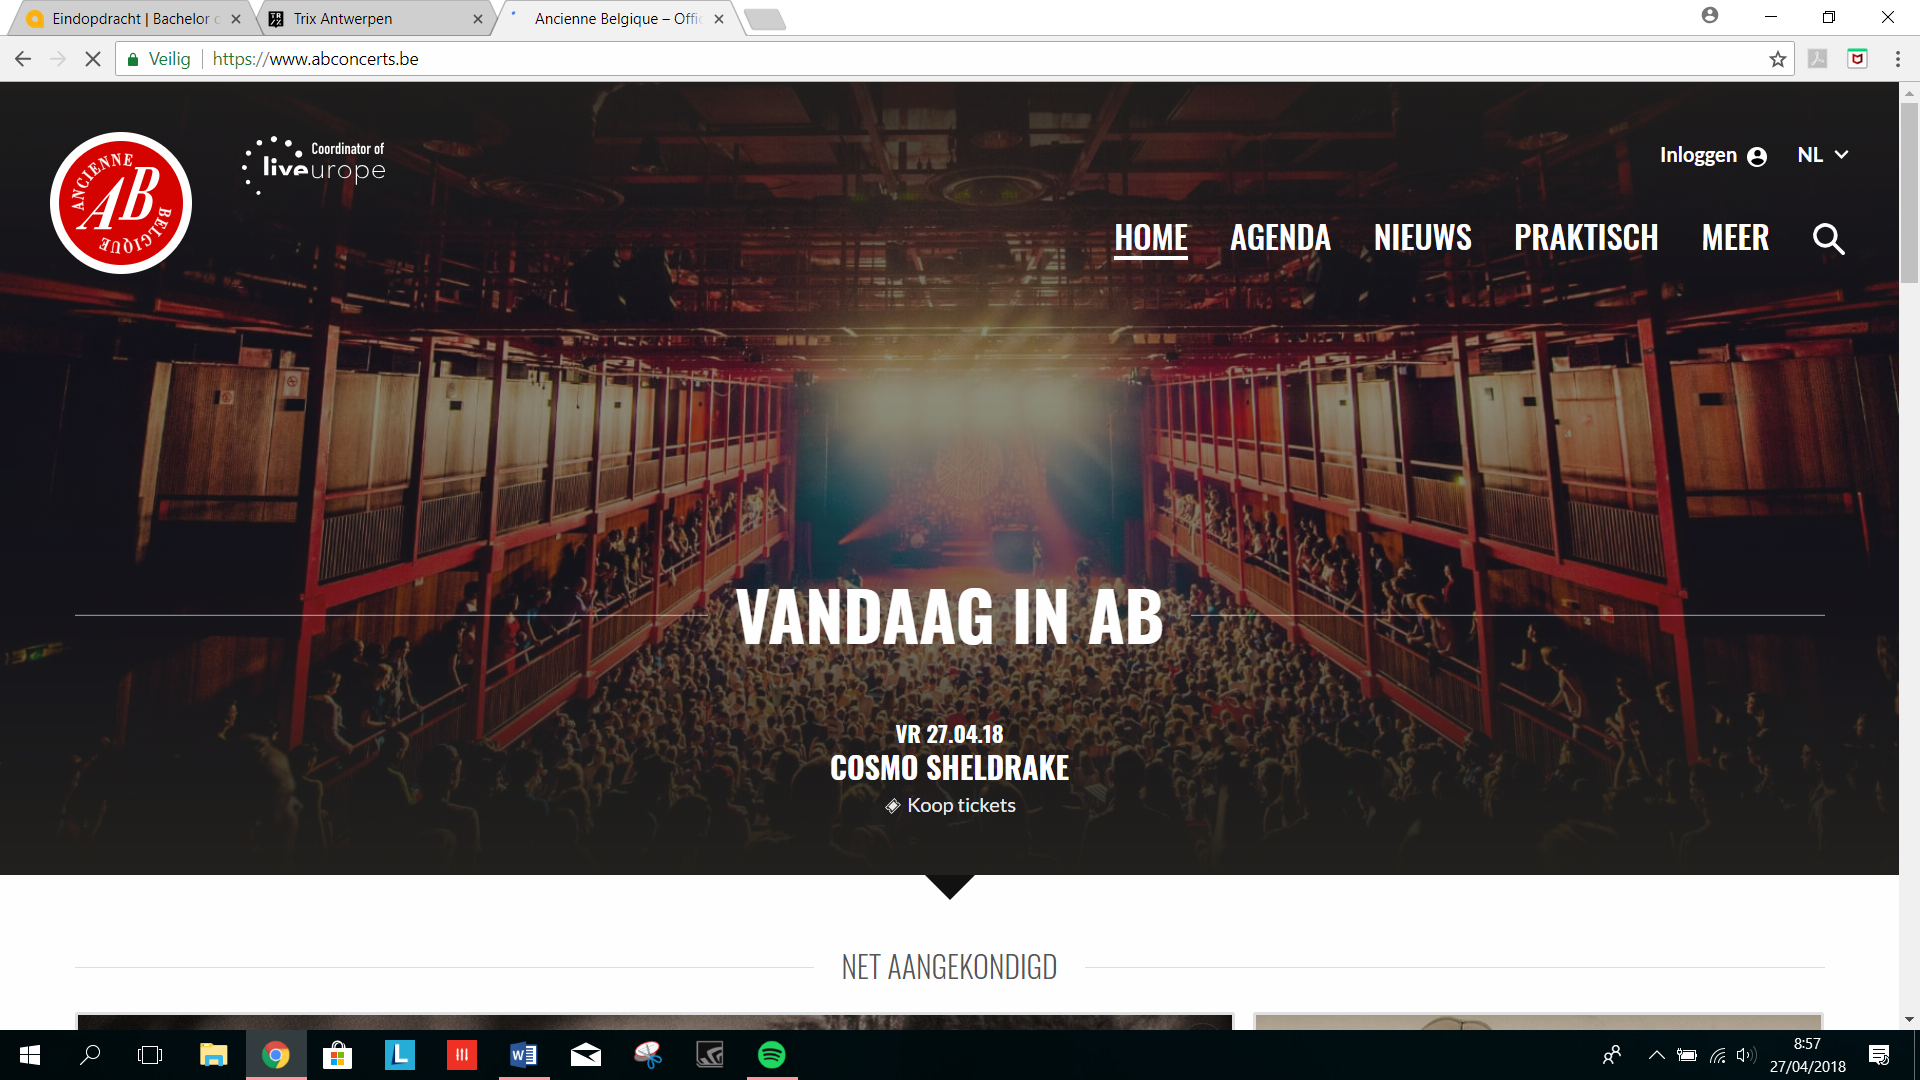 Eindopdracht | Bachelor c
Trix Antwerpen
Ancienne Belgique – Offic
Veilig
https://www.abconcerts.be
ANCIENNE
AB
BELGIQUE
Coordinator of
liveurope
Inloggen
NL
HOME
AGENDA
NIEUWS
PRAKTISCH
MEER
VANDAAG IN AB
VR 27.04.18
COSMO SHELDRAKE
Koop tickets
NET AANGEKONDIGD
8:57
27/04/2018